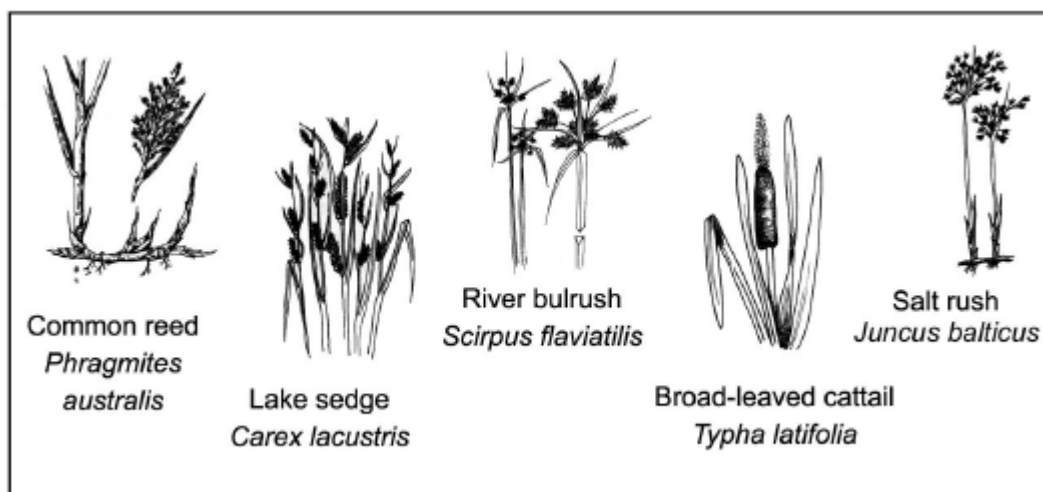 Common reed
Phragmites
australis
Lake sedge
Carex lacustris
River bulrush
Scirpus flaviatilis
Broad-leaved cattail
Typha latifolia
Salt rush
Juncus balticus